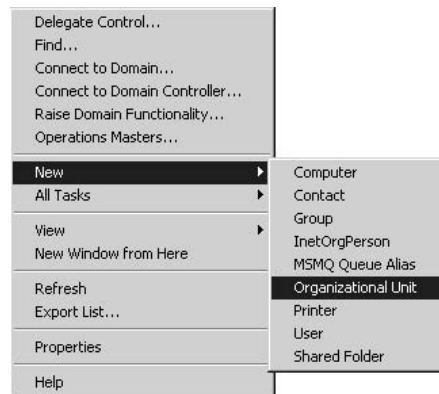 Delegate Control...
Find...
Connect to Domain...
Connect to Domain Controller...
Raise Domain Functionality...
Operations Masters...
New
All Tasks
View
New Window from Here
Refresh
Export List...
Properties
Help
Computer
Contact
Group
InetOrgPerson
MSMQ Queue Alias
Organizational Unit
Printer
User
Shared Folder